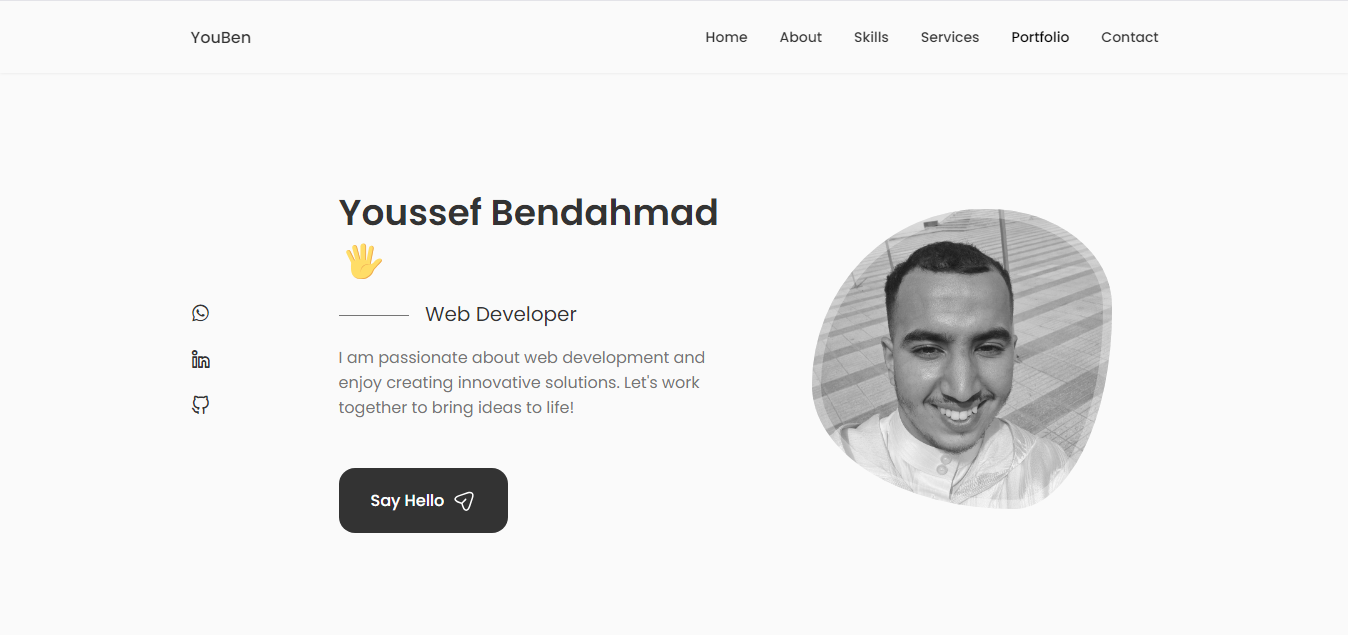 YouBen
Home
About
Skills
Services
Portfolio
Contact
Youssef Bendahmad
Web Developer
I am passionate about web development and
enjoy creating innovative solutions. Let's work
together to bring ideas to life!
Say Hello